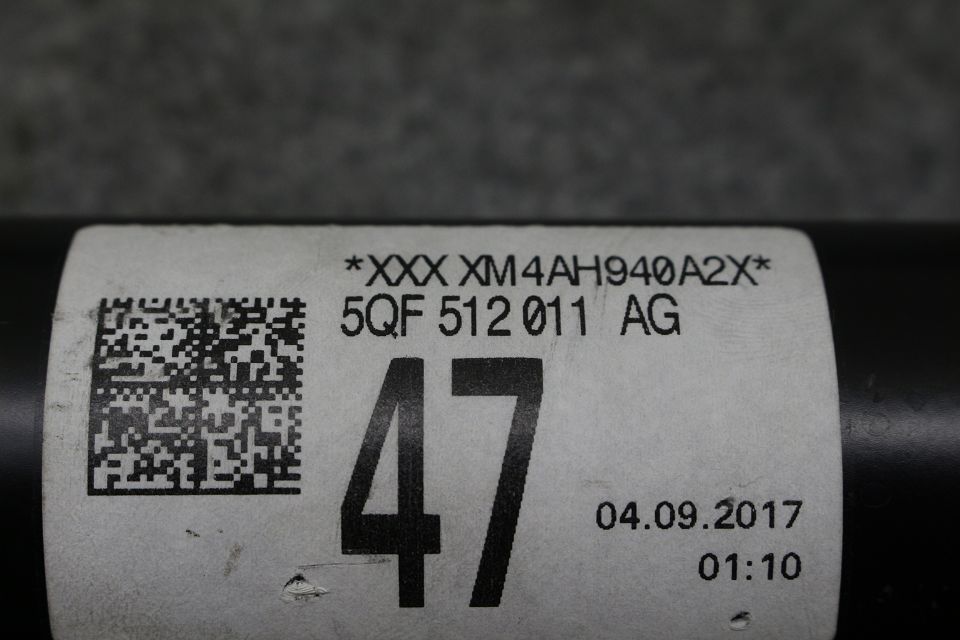 *XXX XM4AH940A2X*
5QF 512 011 AG
47
04.09.2017
01:10